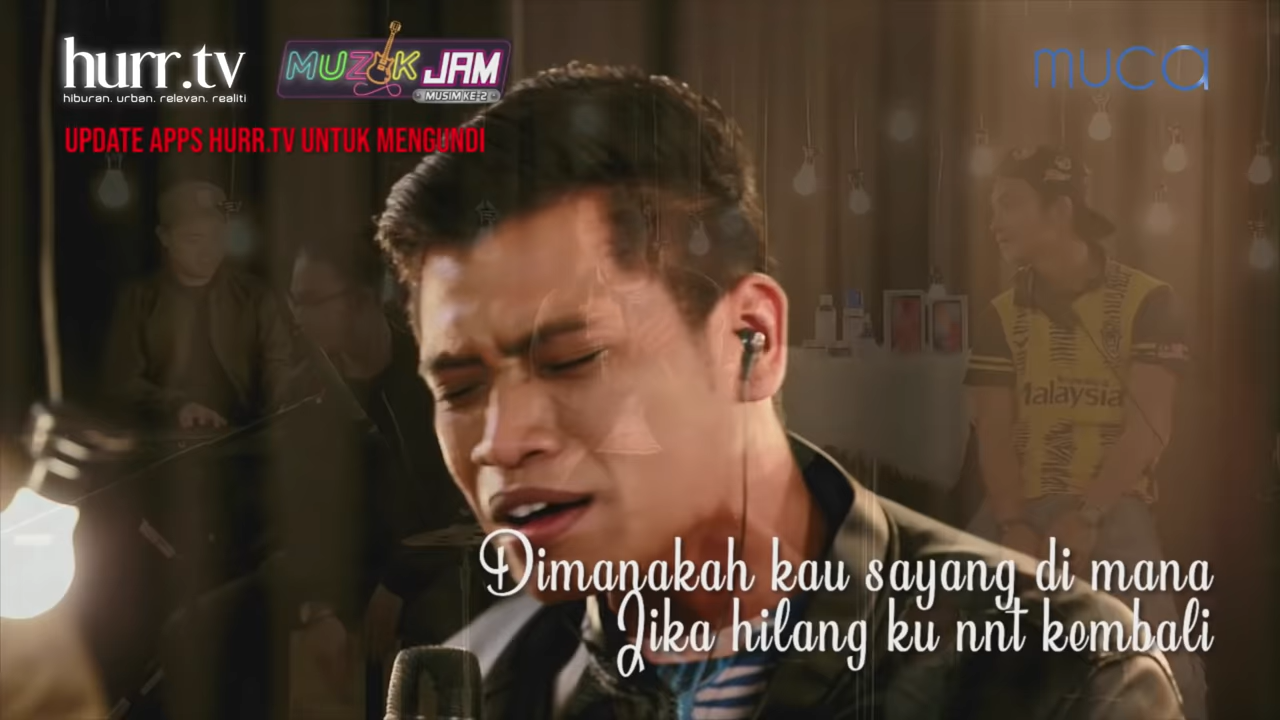 hurr.tv
hiburan. urban. relevan. realiti
MUZIK JAM
MUSIM KE-2
muca
UPDATE APPS HURR.TV UNTUK MENGUNDI
Malaysia
Dimanakah kau sayang di mana
Jika hilang ku nnt kembali